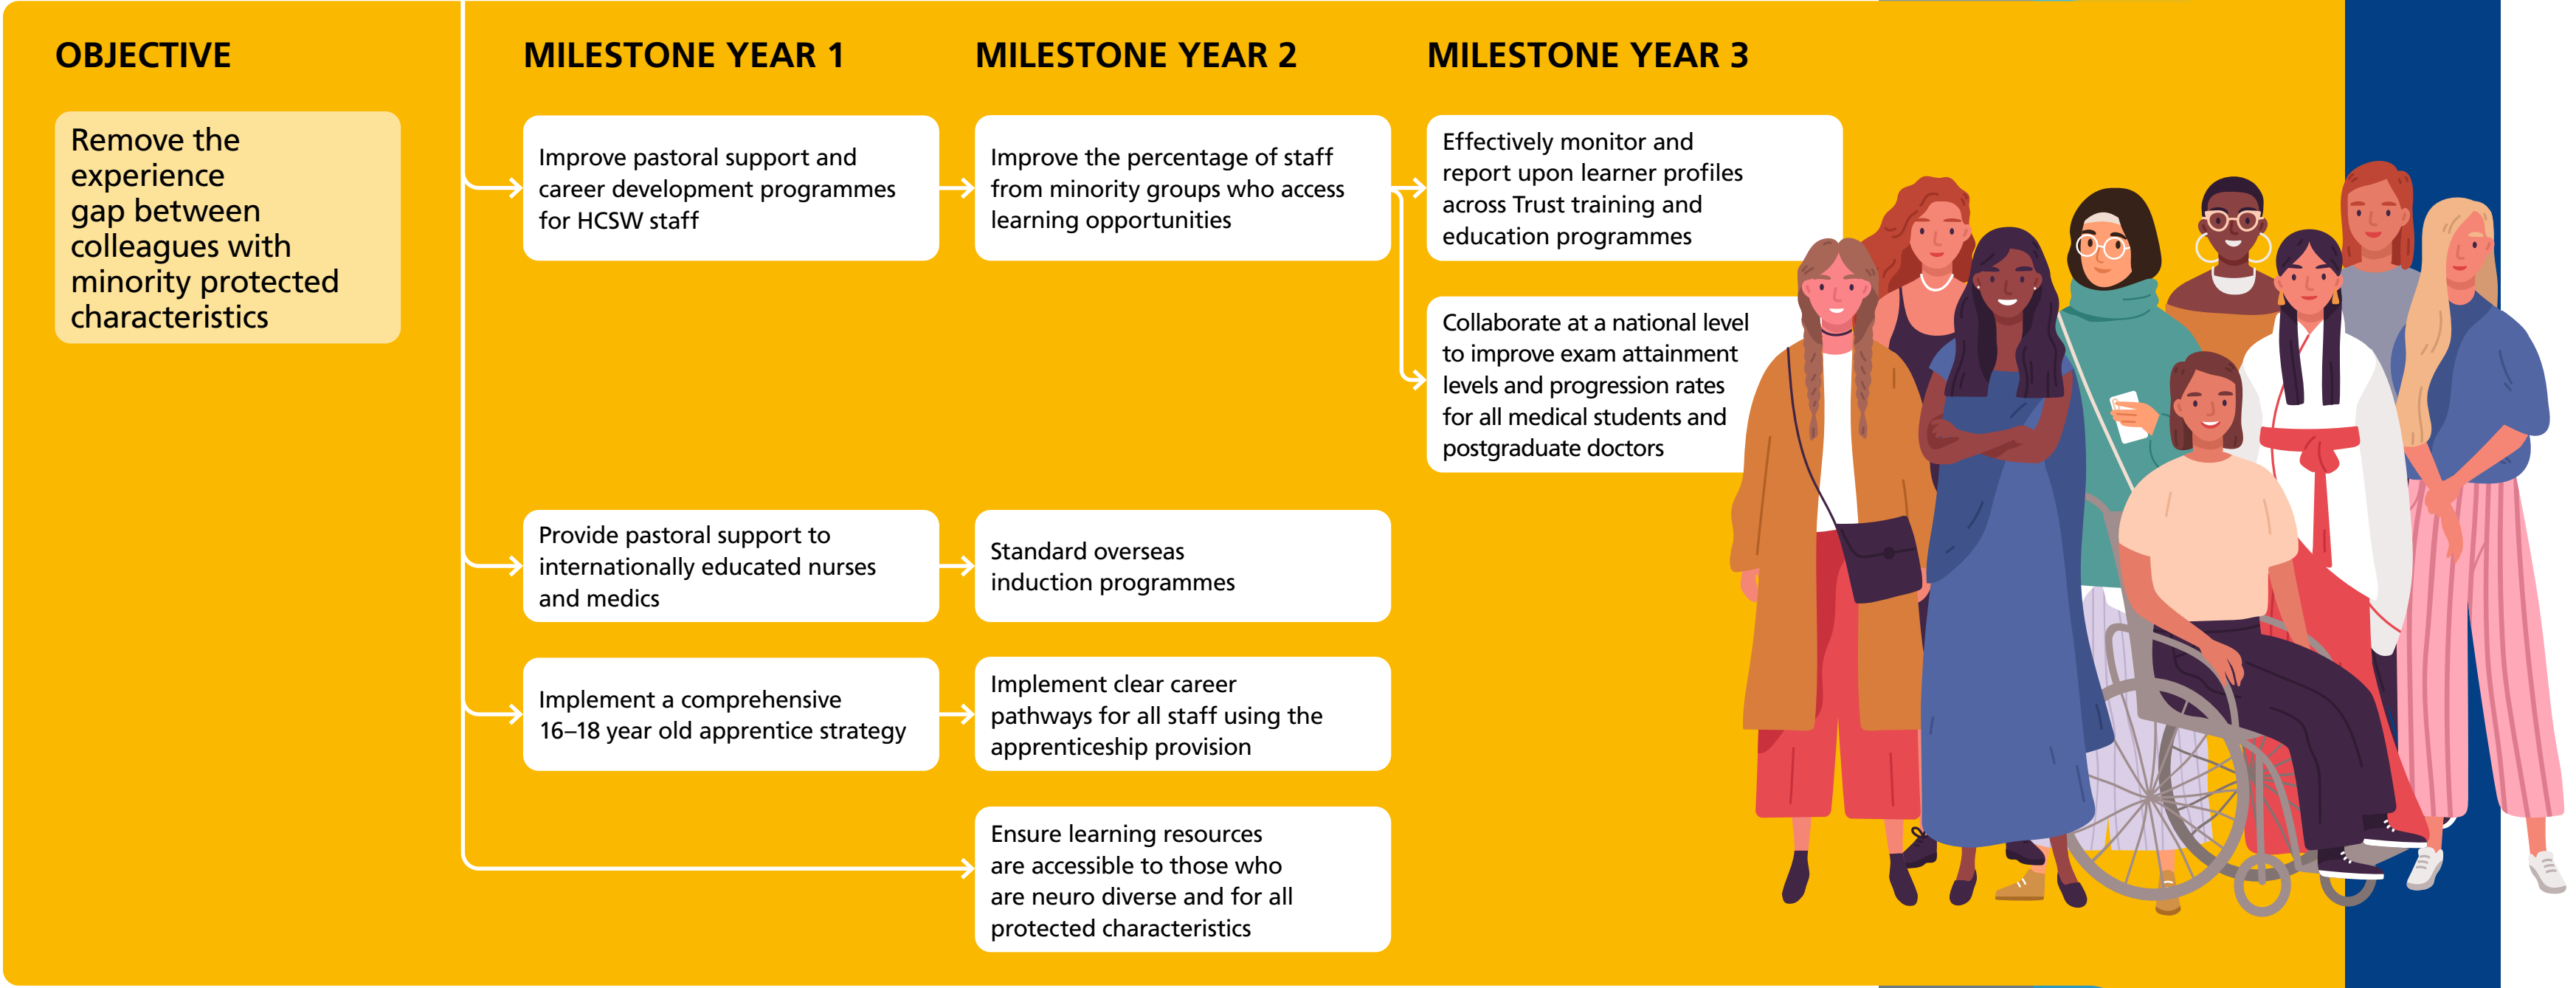 OBJECTIVE
Remove the
experience
gap between
colleagues with
minority protected
characteristics
MILESTONE YEAR 1
Improve pastoral support and
career development programmes
for HCSW staff
Provide pastoral support to
internationally educated nurses
and medics
Implement a comprehensive
16–18 year old apprentice strategy
MILESTONE YEAR 2
Improve the percentage of staff
from minority groups who access
learning opportunities
Standard overseas
induction programmes
Implement clear career
pathways for all staff using the
apprenticeship provision
Ensure learning resources
are accessible to those who
are neuro diverse and for all
protected characteristics
MILESTONE YEAR 3
Effectively monitor and
report upon learner profiles
across Trust training and
education programmes
Collaborate at a national level
to improve exam attainment
levels and progression rates
for all medical students and
postgraduate doctors